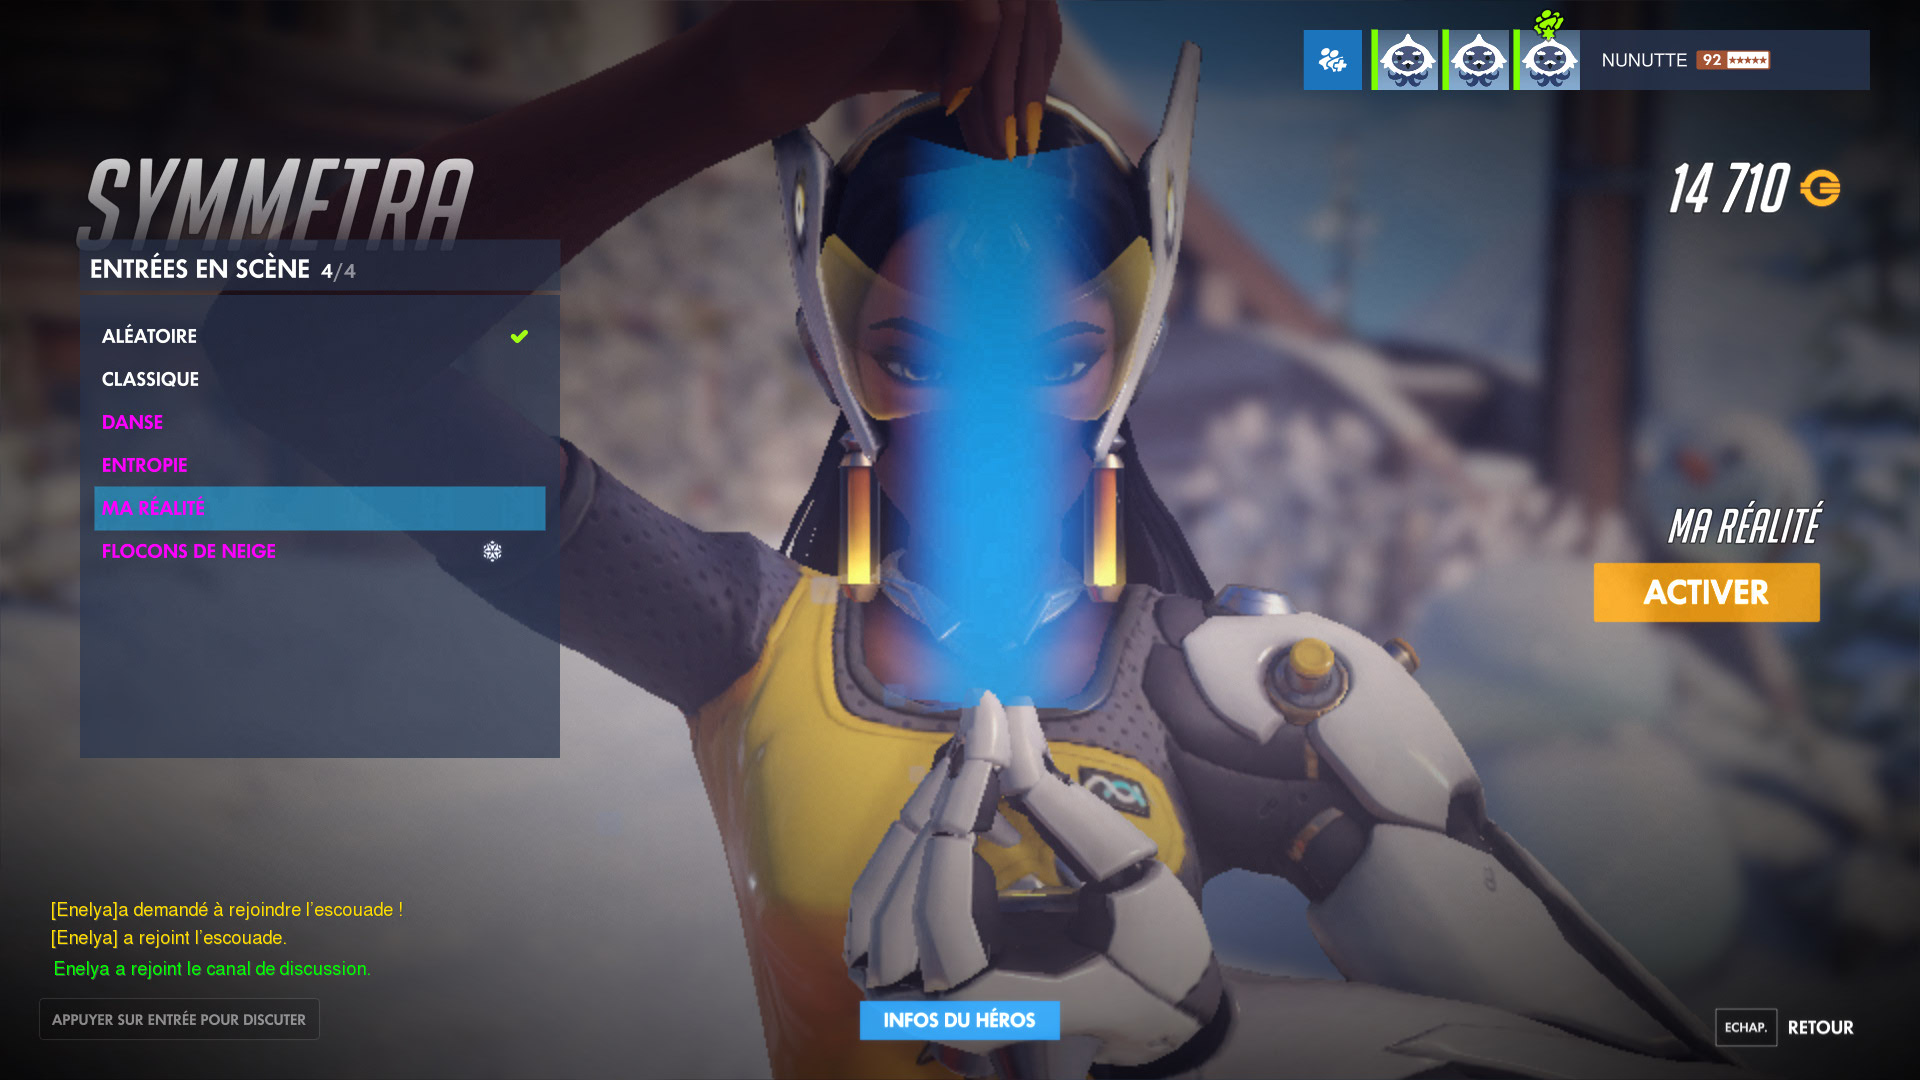 NUNUTTE 92 ★★★★★
SYMMETRA
14 710
ENTRÉES EN SCÈNE 4/4
ALÉATOIRE
CLASSIQUE
DANSE
ENTROPIE
MA RÉALITÉ
FLOCONS DE NEIGE
MA RÉALITÉ
ACTIVER
[Enelya]a demandé à rejoindre l'escouade !
[Enelya] a rejoint l'escouade.
Enelya a rejoint le canal de discussion.
APPUYER SUR ENTRÉE POUR DISCUTER
INFOS DU HÉROS
ECHAP. RETOUR